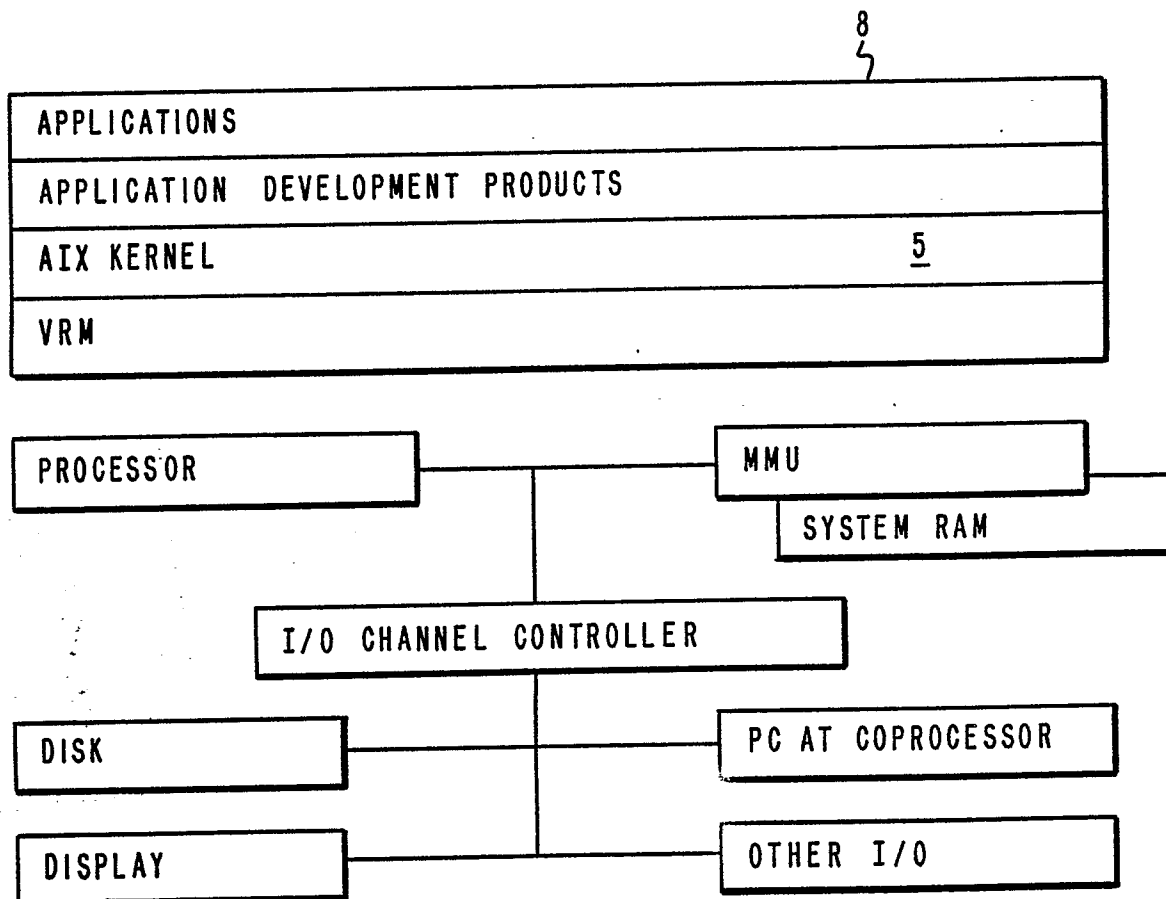 8
APPLICATIONS
APPLICATION DEVELOPMENT PRODUCTS
AIX KERNEL 5
VRM
PROCESSOR
MMU
SYSTEM RAM
I/O CHANNEL CONTROLLER
DISK
PC AT COPROCESSOR
DISPLAY
OTHER I/O